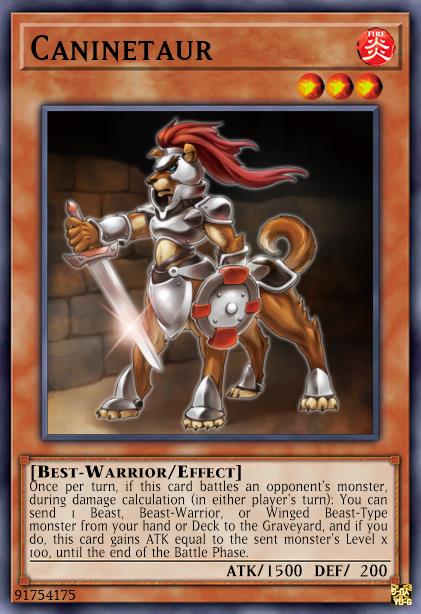 Caninetaur
FIRE
炎
[Best-Warrior/Effect]
Once per turn, if this card battles an opponent's monster,
during damage calculation (in either player's turn): You can
send 1 Beast, Beast-Warrior, or Winged Beast-Type
monster from your hand or Deck to the Graveyard, and if you
do, this card gains ATK equal to the sent monster's Level x
100, until the end of the Battle Phase.
ATK/1500 DEF/ 200
91754175